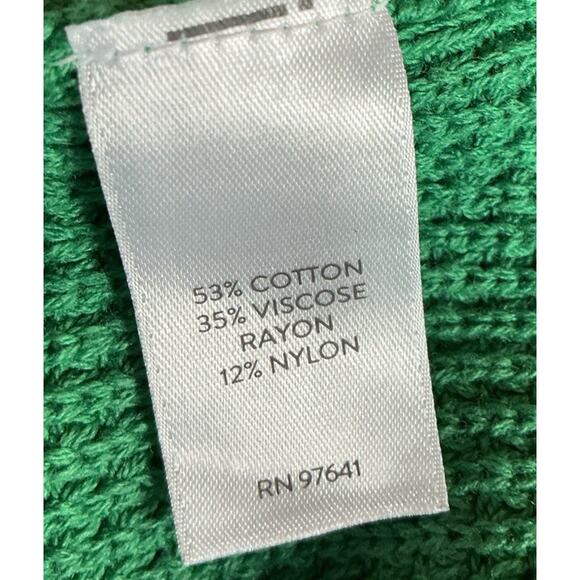 53% COTTON
35% VISCOSE
RAYON
12% NYLON
RN 97641